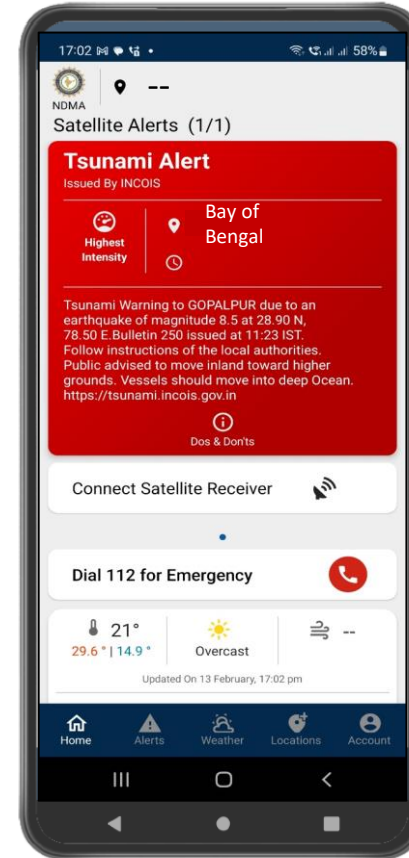 17:02 58%
NDMA
--
Satellite Alerts (1/1)
Tsunami Alert
Issued By INCOIS
Highest
Intensity
Bay of
Bengal
Tsunami Warning to GOPALPUR due to an
earthquake of magnitude 8.5 at 28.90 N,
78.50 E.Bulletin 250 issued at 11:23 IST.
Follow instructions of the local authorities.
Public advised to move inland toward higher
grounds. Vessels should move into deep Ocean.
https://tsunami.incois.gov.in
Dos & Don'ts
Connect Satellite Receiver
Dial 112 for Emergency
21°
29.6 ° | 14.9 °
Overcast
--
Updated On 13 February, 17:02 pm
Home Alerts Weather Locations Account